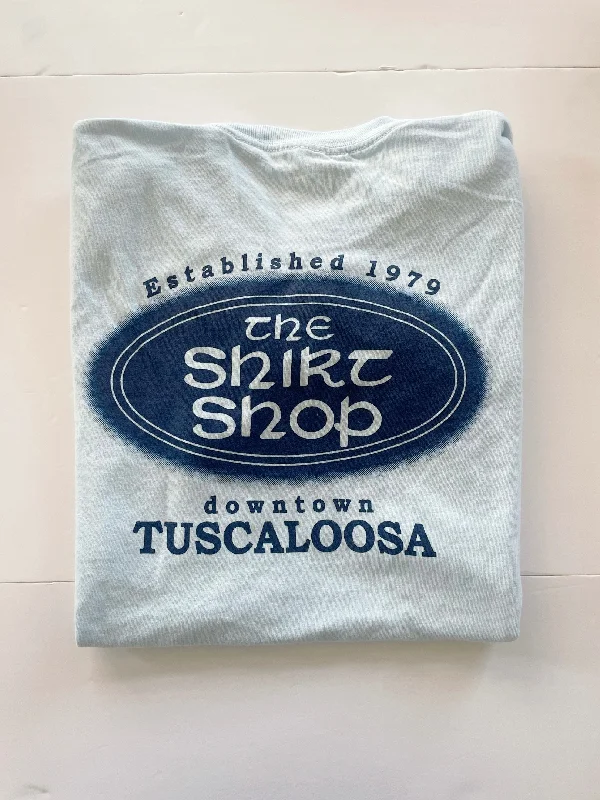 Established 1979
the
Shirt
Shop
downtown
TUSCALOOSA